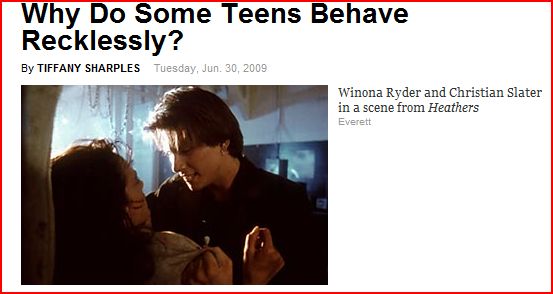 Why Do Some Teens Behave
Recklessly?
By TIFFANY SHARPLES Tuesday, Jun. 30, 2009
Winona Ryder and Christian Slater
in a scene from Heathers
Everett